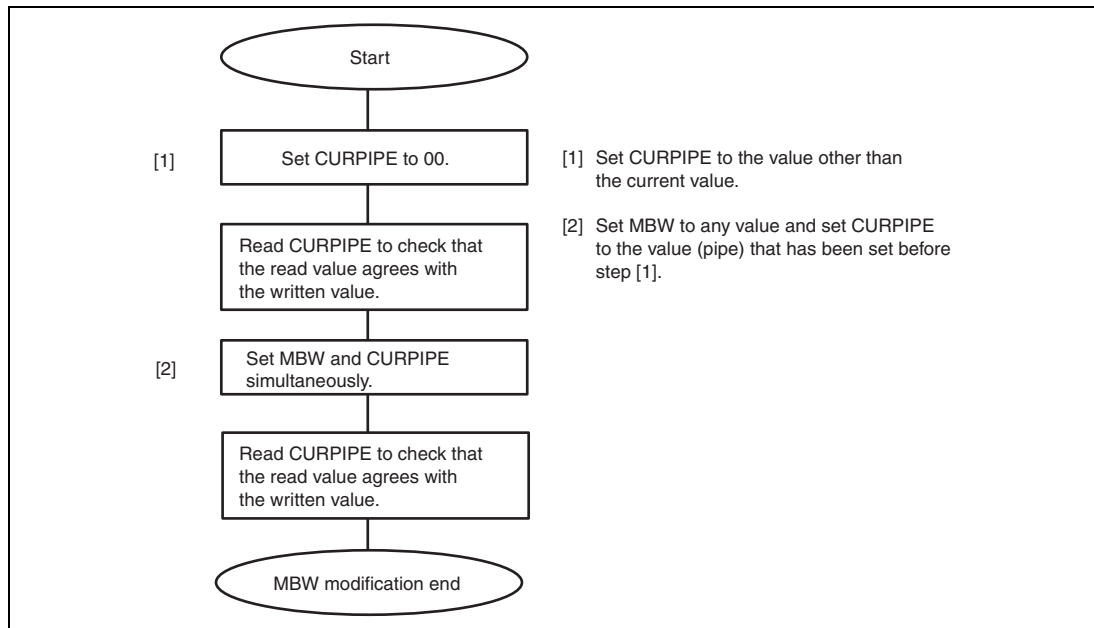 Start
[1]
Set CURPIPE to 00.
[1] Set CURPIPE to the value other than
the current value.
Read CURPIPE to check that
the read value agrees with
the written value.
[2] Set MBW to any value and set CURPIPE
to the value (pipe) that has been set before
step [1].
[2]
Set MBW and CURPIPE
simultaneously.
Read CURPIPE to check that
the read value agrees with
the written value.
MBW modification end